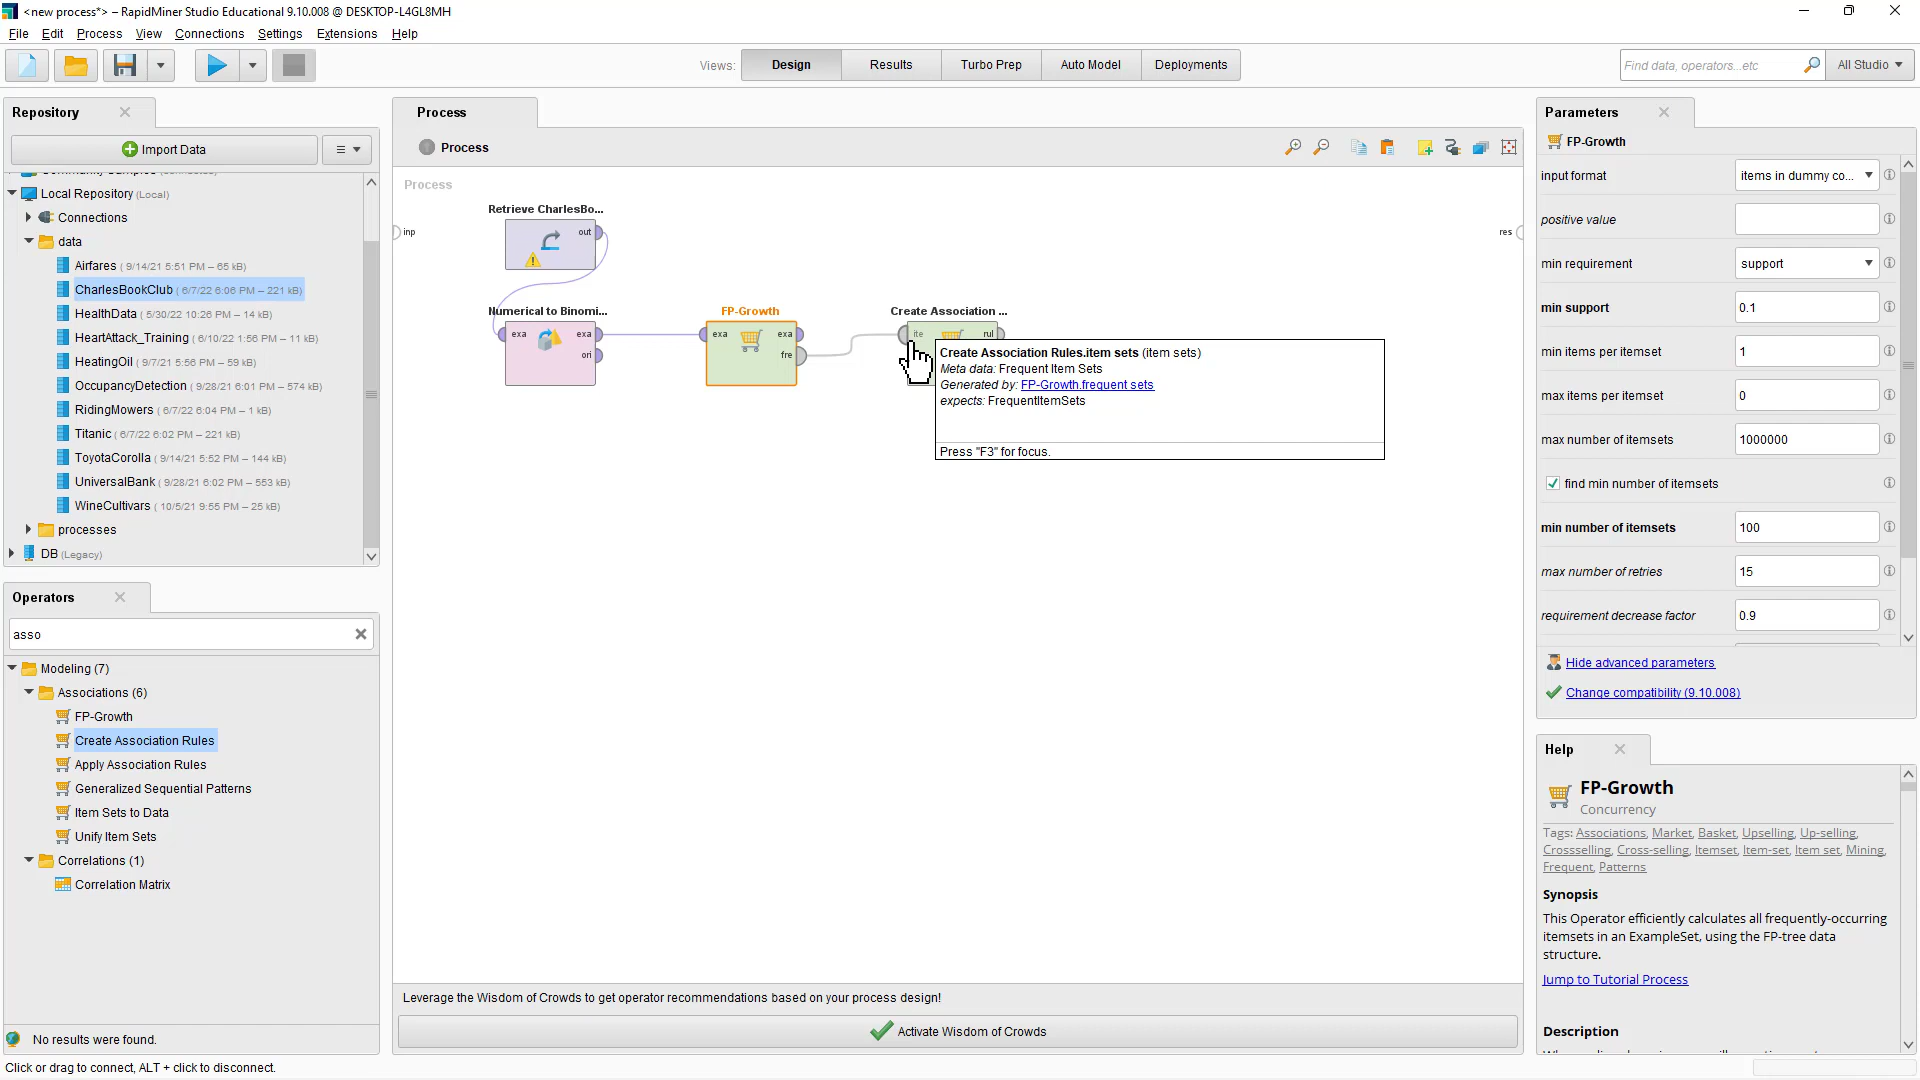 <new process*> – RapidMiner Studio Educational 9.10.008 @ DESKTOP-L4GL8MH
File Edit Process View Connections Settings Extensions Help
Views: Design Results Turbo Prep Auto Model Deployments
Find data, operators...etc All Studio
Repository
Import Data
Local Repository (Local)
Connections
data
Airfares ( 9/14/21 5:51 PM – 65 kB)
CharlesBookClub ( 6/7/22 6:06 PM – 221 kB)
HealthData ( 5/30/22 10:26 PM – 14 kB)
HeartAttack_Training ( 6/10/22 1:56 PM – 11 kB)
HeatingOil ( 9/7/21 5:56 PM – 59 kB)
OccupancyDetection ( 9/28/21 6:01 PM – 574 kB)
RidingMowers ( 6/7/22 6:04 PM – 1 kB)
Titanic ( 6/7/22 6:02 PM – 221 kB)
ToyotaCorolla ( 9/14/21 5:52 PM – 144 kB)
UniversalBank ( 9/28/21 6:02 PM – 553 kB)
WineCultivars ( 10/5/21 9:55 PM – 25 kB)
processes
DB (Legacy)
Operators
asso
Modeling (7)
Associations (6)
FP-Growth
Create Association Rules
Apply Association Rules
Generalized Sequential Patterns
Item Sets to Data
Unify Item Sets
Correlations (1)
Correlation Matrix
No results were found.
Click or drag to connect, ALT + click to disconnect.
Process
Process
Process
inp
res
Retrieve CharlesBo...
out
Numerical to Binomi...
exa exa
ori
FP-Growth
exa exa
fre
Create Association ...
ite rul
Create Association Rules.item sets (item sets)
Meta data: Frequent Item Sets
Generated by: FP-Growth.frequent sets
expects: FrequentItemSets
Press "F3" for focus.
Leverage the Wisdom of Crowds to get operator recommendations based on your process design!
Activate Wisdom of Crowds
Parameters
FP-Growth
input format items in dummy co...
positive value
min requirement support
min support 0.1
min items per itemset 1
max items per itemset 0
max number of itemsets 1000000
find min number of itemsets
min number of itemsets 100
max number of retries 15
requirement decrease factor 0.9
Hide advanced parameters
Change compatibility (9.10.008)
Help
FP-Growth
Concurrency
Tags: Associations, Market, Basket, Upselling, Up-selling,
Crossselling, Cross-selling, Itemset, Item-set, Item set, Mining,
Frequent, Patterns
Synopsis
This Operator efficiently calculates all frequently-occurring
itemsets in an ExampleSet, using the FP-tree data
structure.
Jump to Tutorial Process
Description